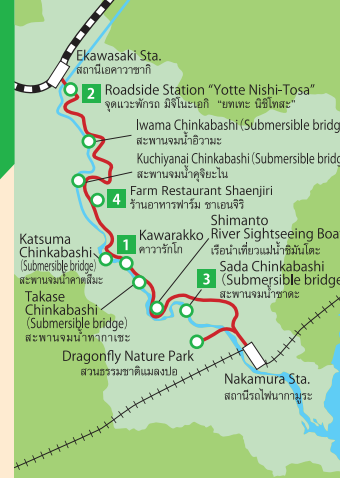 Ekawasaki Sta.
สถานีเอคาวาซากิ
2 Roadside Station “Yotte Nishi-Tosa”
จุดแวะพักรถ มิจิโนะเอกิ “ยทเทะ นิชิโทสะ”
Iwama Chinkabashi (Submersible bridg
สะพานจมน้ำอิวามะ
Kuchiyanai Chinkabashi (Submersible bridg
สะพานจมน้ำคุจิยะไน
4 Farm Restaurant Shaenjiri
ร้านอาหารฟาร์ม ชาเอนจิริ
Shimanto
River Sightseeing Boa
เรือนำเที่ยวแม่น้ำชิมันโตะ
1 Kawarakko
คาวารักโก
Katsuma
Chinkabashi
(Submersible bridge)
สะพานจมน้ำคาตสึมะ
3 Sada Chinkabashi
(Submersible bridge
สะพานจมน้ำซาดะ
Takase
Chinkabashi
(Submersible bridge)
สะพานจมน้ำทากาเซะ
Dragonfly Nature Park
สวนธรรมชาติแมลงปอ
Nakamura Sta.
สถานีรถไฟนากามูระ